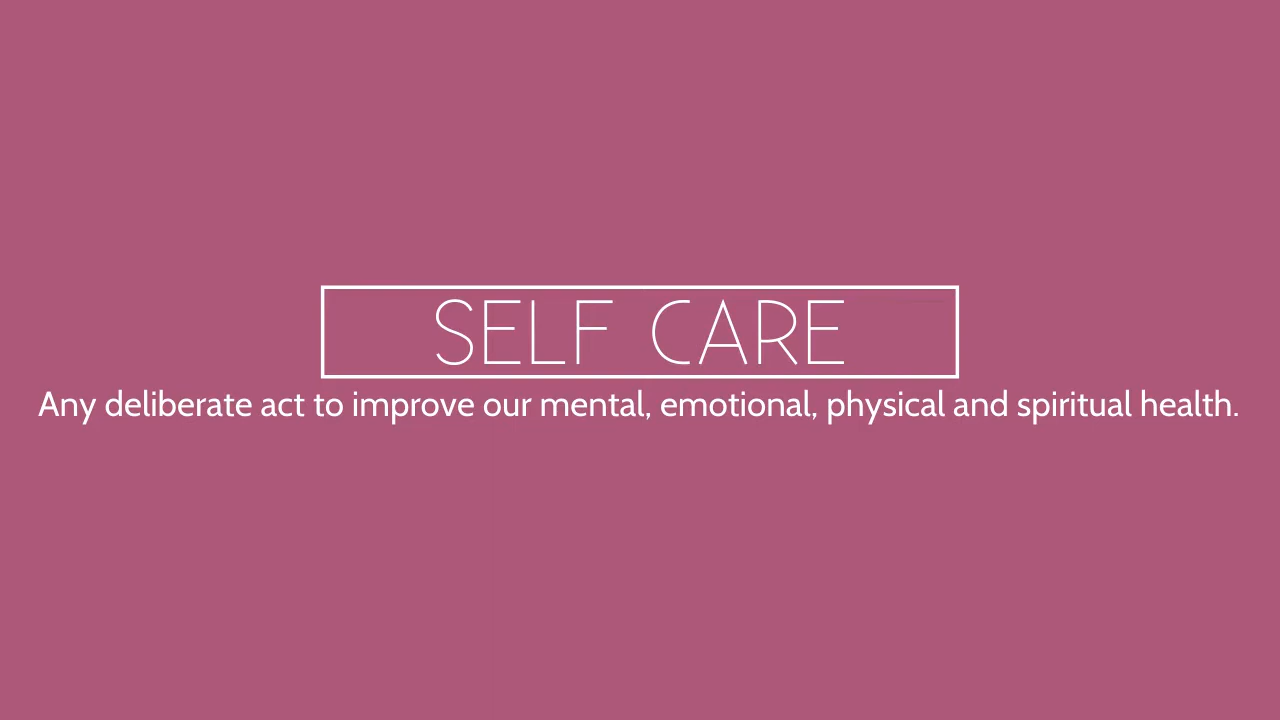 SELF CARE
Any deliberate act to improve our mental, emotional, physical and spiritual health.